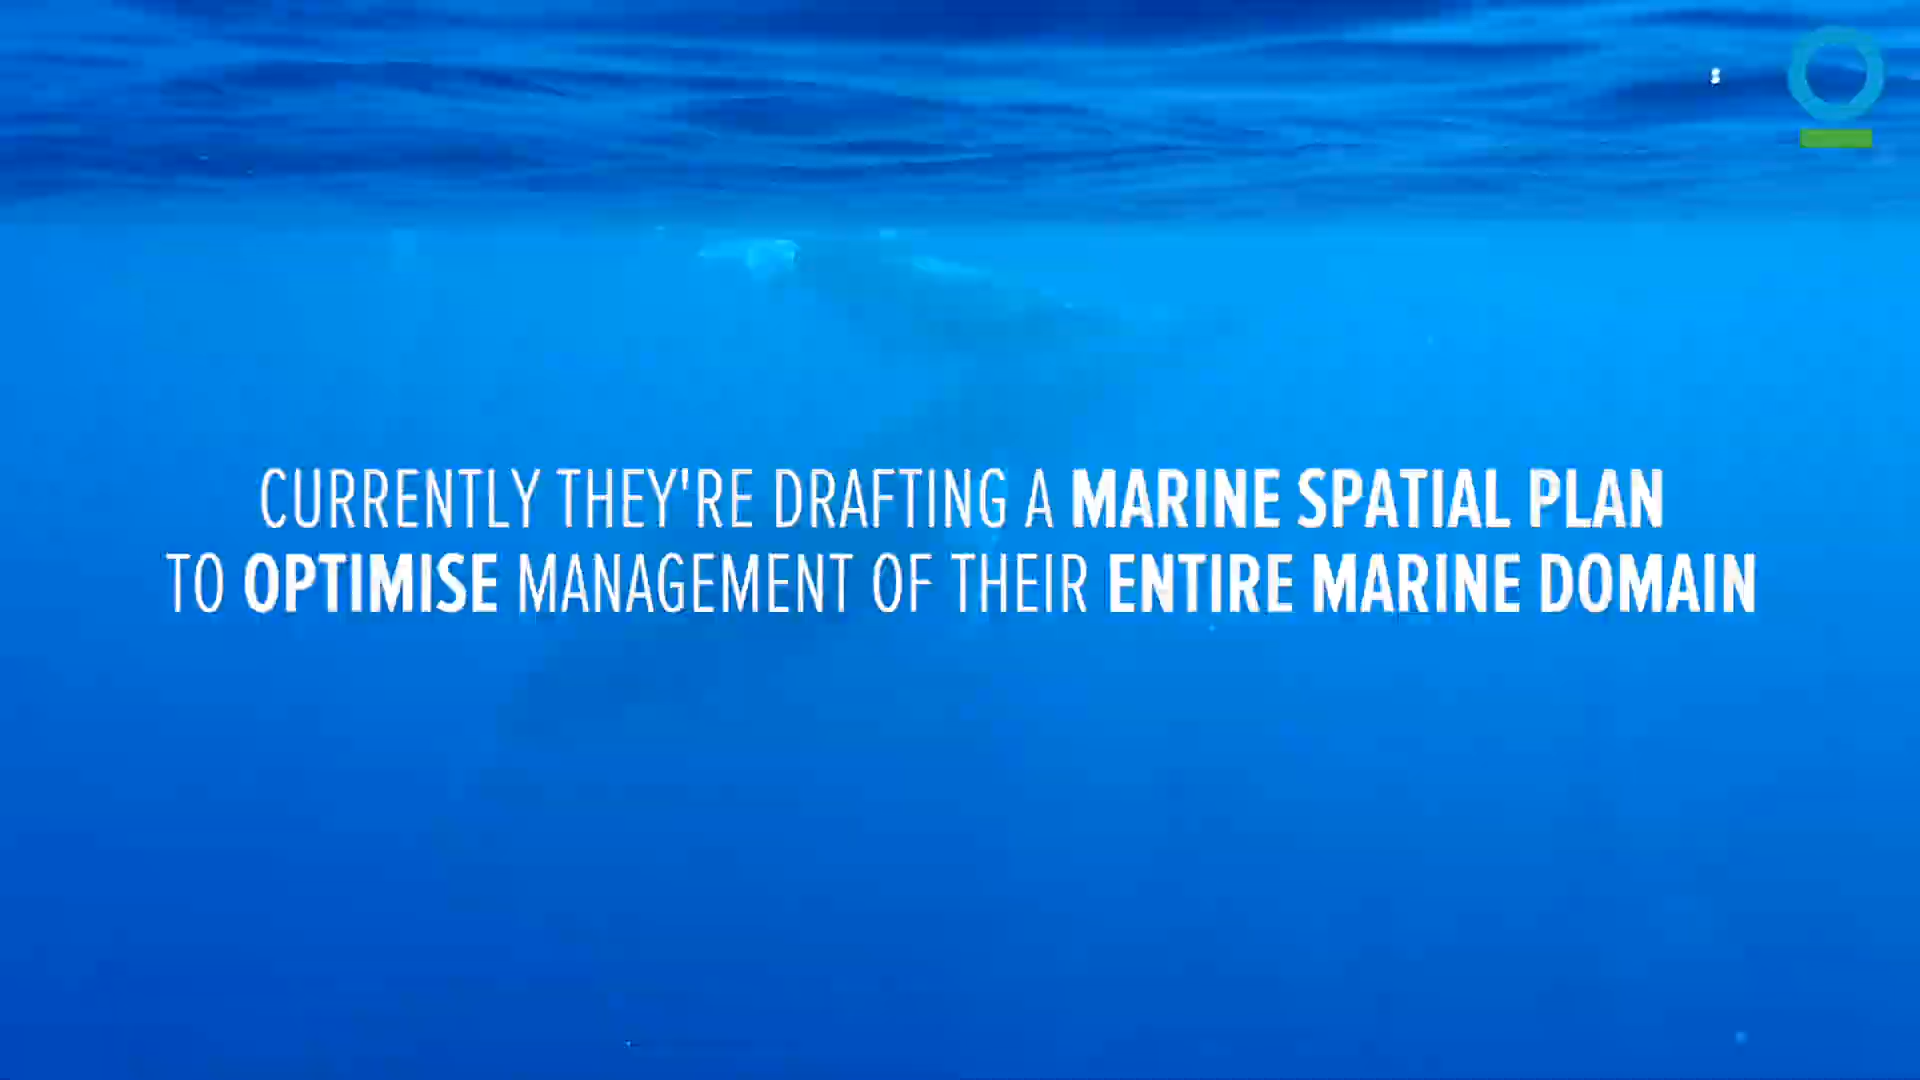 CURRENTLY THEY'RE DRAFTING A MARINE SPATIAL PLAN
TO OPTIMISE MANAGEMENT OF THEIR ENTIRE MARINE DOMAIN